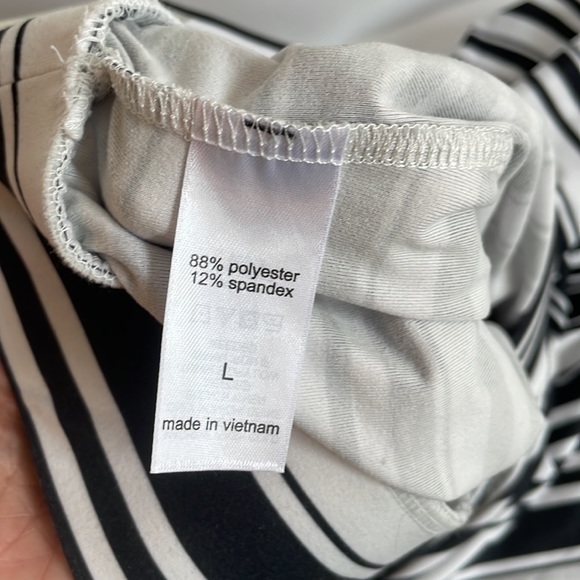 88% polyester
12% spandex
L
made in vietnam